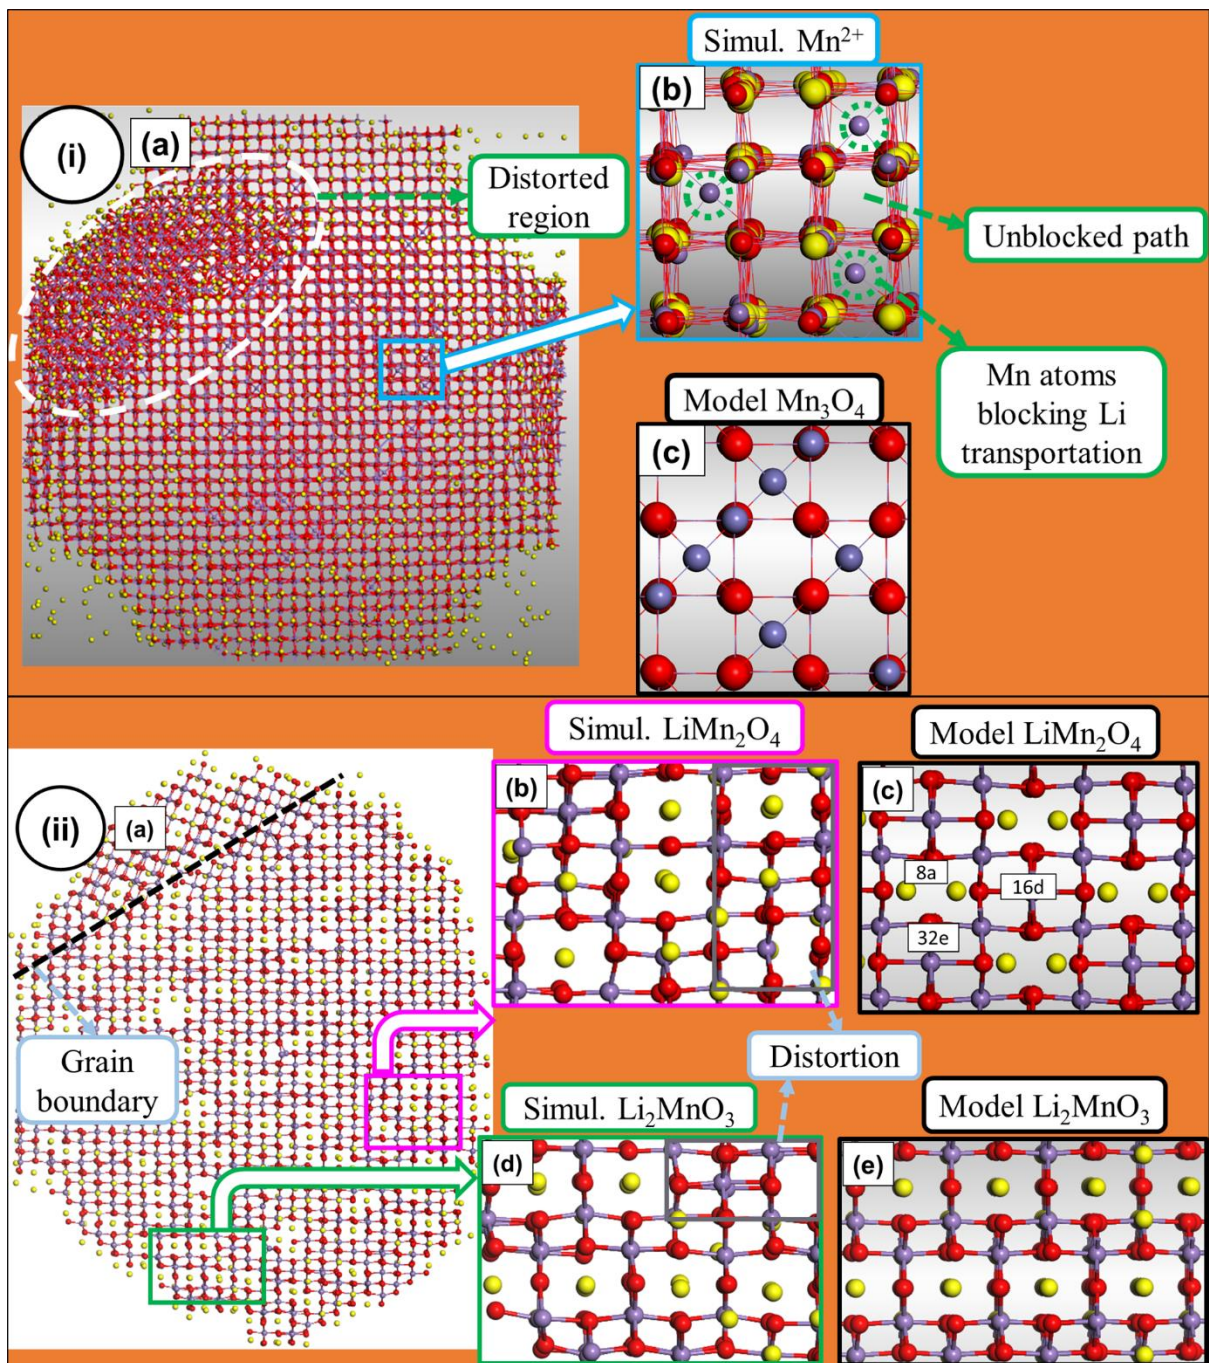 Simul. Mn²⁺
(i)
(a)
(b)
Distorted
region
Unblocked path
Mn atoms
blocking Li
transportation
Model Mn₃O₄
(c)
Simul. LiMn₂O₄
Model LiMn₂O₄
(ii)
(a)
(b)
(c)
8a
16d
32e
Grain
boundary
Distortion
Simul. Li₂MnO₃
Model Li₂MnO₃
(d)
(e)